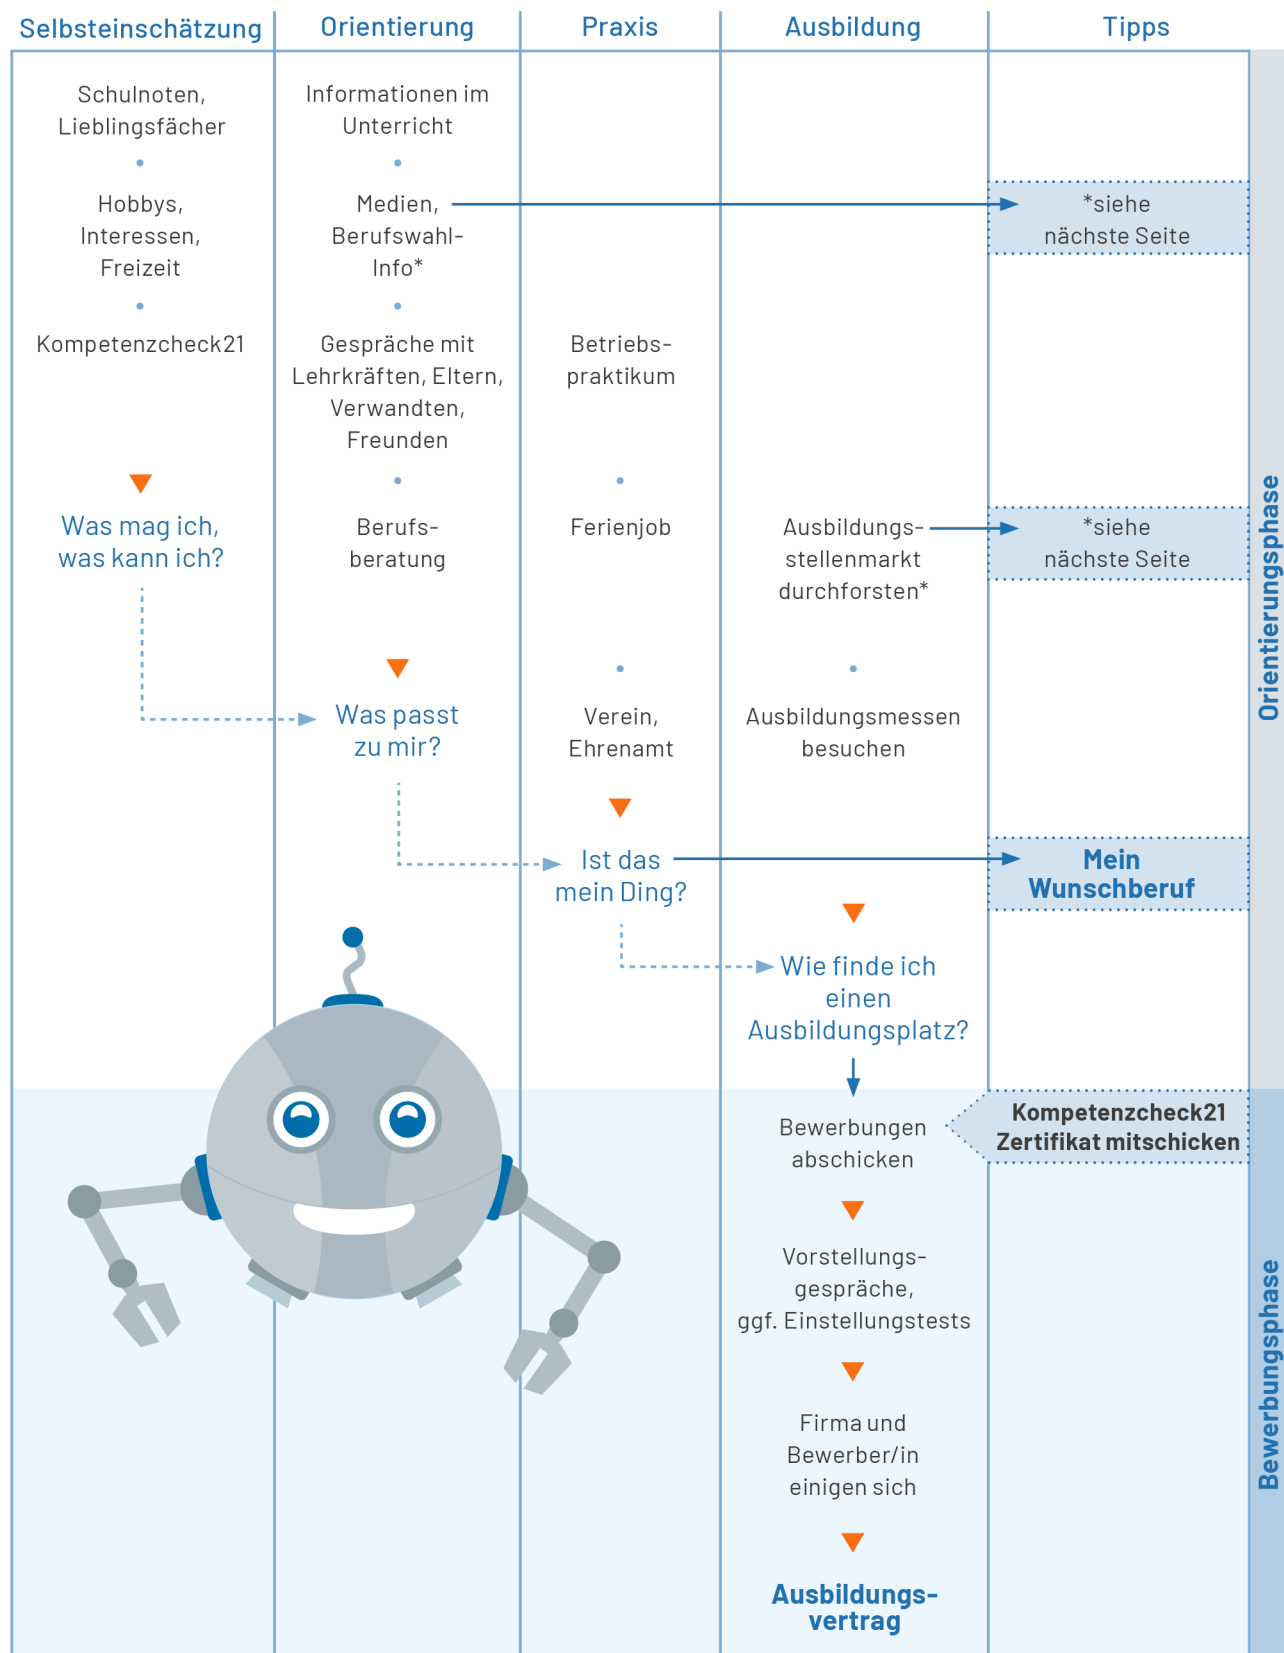 Selbsteinschätzung
Orientierung
Praxis
Ausbildung
Tipps
Schulnoten,
Lieblingsfächer
Hobbys,
Interessen,
Freizeit
Kompetenzcheck21
Was mag ich,
was kann ich?
Informationen im
Unterricht
Medien,
Berufswahl-
Info*
Gespräche mit
Lehrkräften, Eltern,
Verwandten,
Freunden
Berufs-
beratung
Was passt
zu mir?
Betriebs-
praktikum
Ferienjob
Verein,
Ehrenamt
Ist das
mein Ding?
Ausbildungs-
stellenmarkt
durchforsten*
Ausbildungsmessen
besuchen
Wie finde ich
einen
Ausbildungsplatz?
Bewerbungen
abschicken
Vorstellungs-
gespräche,
ggf. Einstellungstests
Firma und
Bewerber/in
einigen sich
Ausbildungs-
vertrag
*siehe
nächste Seite
*siehe
nächste Seite
Mein
Wunschberuf
Kompetenzcheck21
Zertifikat mitschicken
Orientierungsphase
Bewerbungsphase